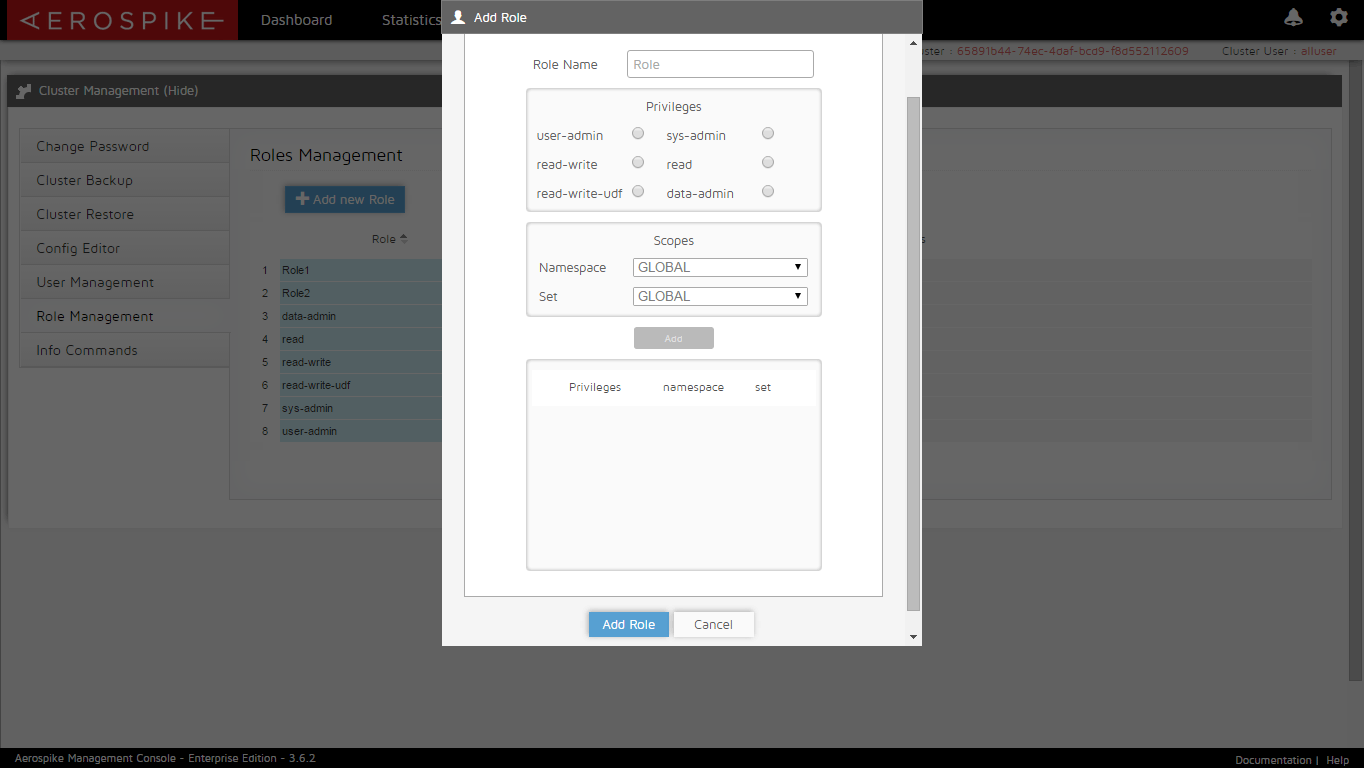 AEROSPIKE Dashboard Statistics
Add Role
ster : 65891b44-74ec-4daf-bcd9-f8d552112609 Cluster User : alluser
Cluster Management (Hide)
Change Password
Cluster Backup
Cluster Restore
Config Editor
User Management
Role Management
Info Commands
Roles Management
Add new Role
Role
1 Role1
2 Role2
3 data-admin
4 read
5 read-write
6 read-write-udf
7 sys-admin
8 user-admin
Role Name Role
Privileges
user-admin sys-admin
read-write read
read-write-udf data-admin
Scopes
Namespace GLOBAL
Set GLOBAL
Add
Privileges namespace set
Add Role Cancel
Aerospike Management Console - Enterprise Edition - 3.6.2
Documentation | Help